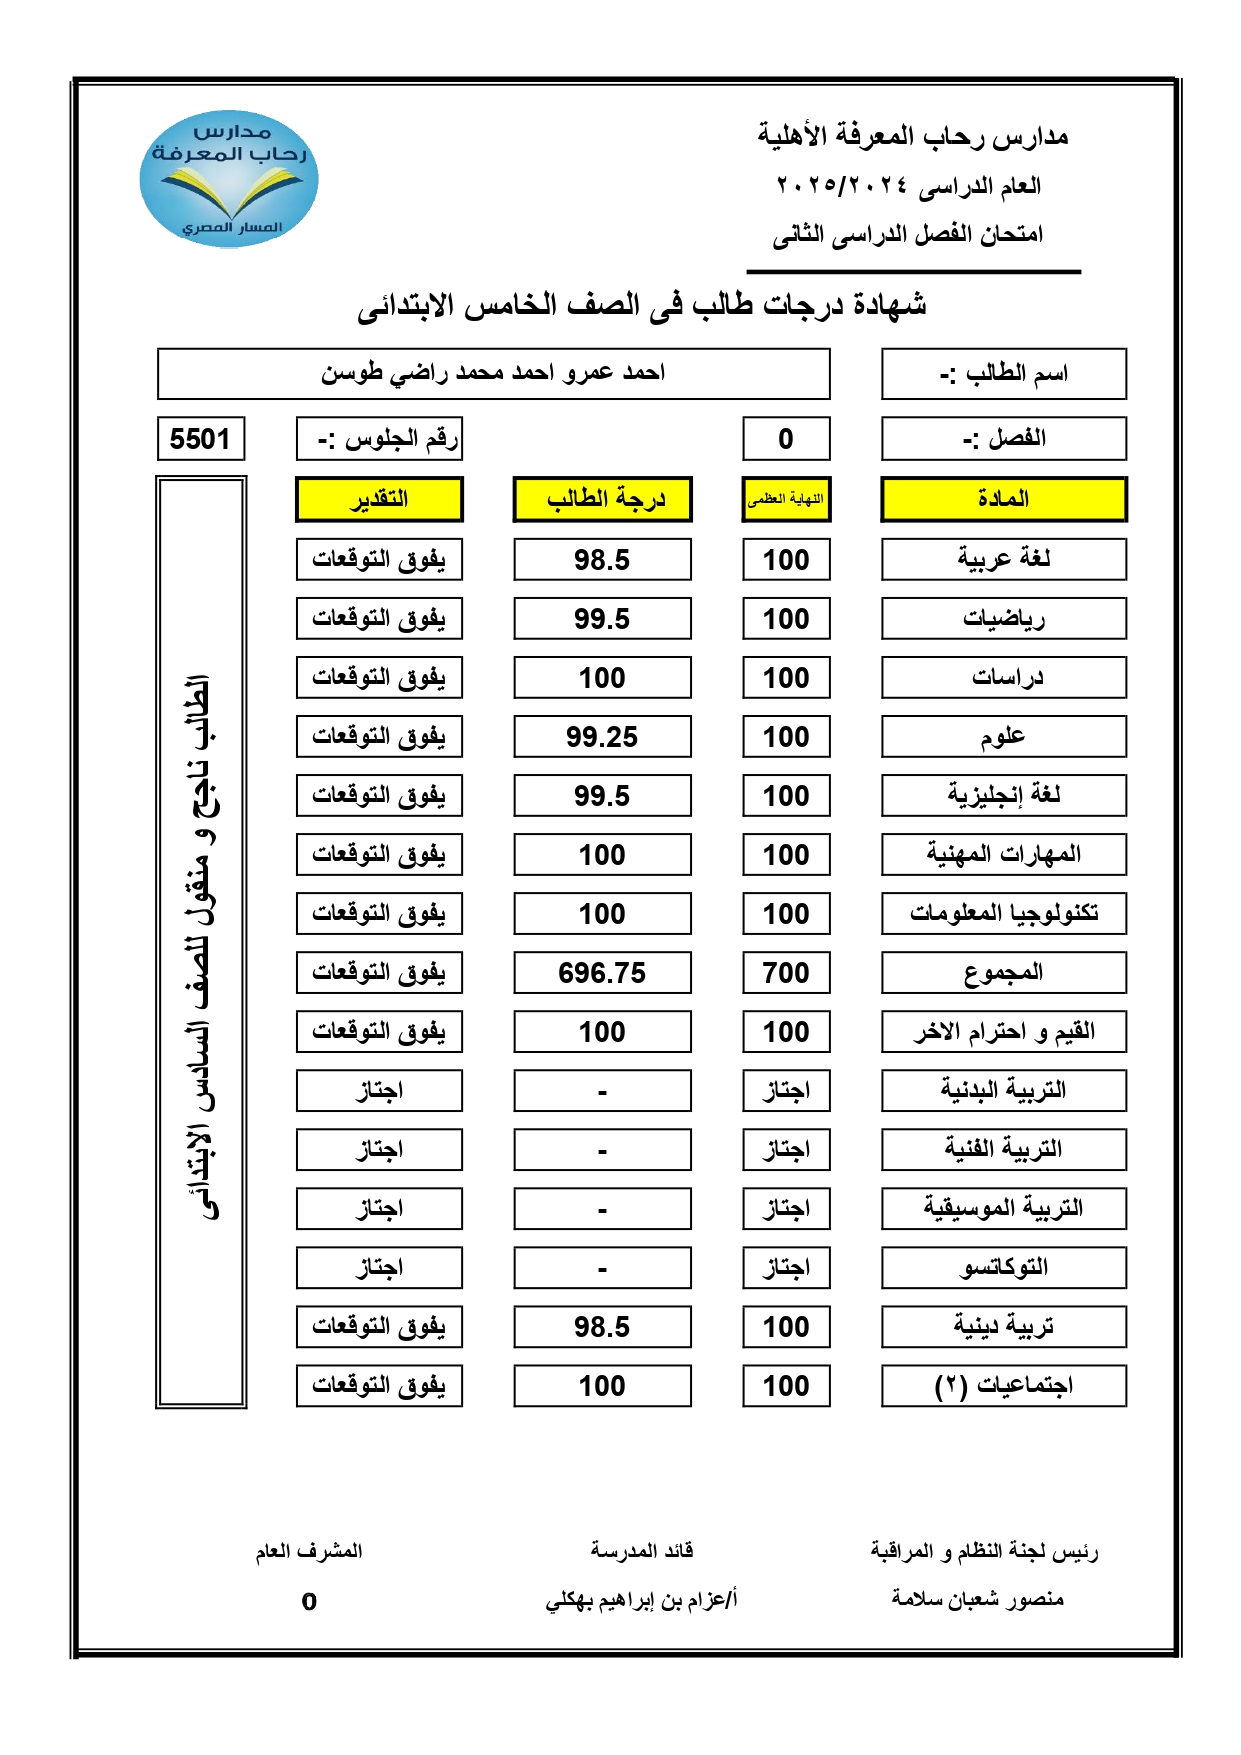 مدارس رحاب المعرفة الأهلية
العام الدراسى ٢٠٢٤/٢٠٢٥
امتحان الفصل الدراسى الثانى
مدارس
رحاب المعرفة
المسار المصري
شهادة درجات طالب فى الصف الخامس الابتدائى
اسم الطالب :- احمد عمرو احمد محمد راضي طوسن
الفصل :- 0 رقم الجلوس :- 5501
المادة النهاية العظمى درجة الطالب التقدير
لغة عربية 100 98.5 يفوق التوقعات
رياضيات 100 99.5 يفوق التوقعات
دراسات 100 100 يفوق التوقعات
علوم 100 99.25 يفوق التوقعات
لغة إنجليزية 100 99.5 يفوق التوقعات
المهارات المهنية 100 100 يفوق التوقعات
تكنولوجيا المعلومات 100 100 يفوق التوقعات
المجموع 700 696.75 يفوق التوقعات
القيم و احترام الاخر 100 100 يفوق التوقعات
التربية البدنية اجتاز - اجتاز
التربية الفنية اجتاز - اجتاز
التربية الموسيقية اجتاز - اجتاز
التوكاتسو اجتاز - اجتاز
تربية دينية 100 98.5 يفوق التوقعات
اجتماعيات (٢) 100 100 يفوق التوقعات
الطالب ناجح و منقول للصف السادس الابتدائى
رئيس لجنة النظام و المراقبة قائد المدرسة المشرف العام
منصور شعبان سلامة أ/عزام بن إبراهيم بهكلي 0